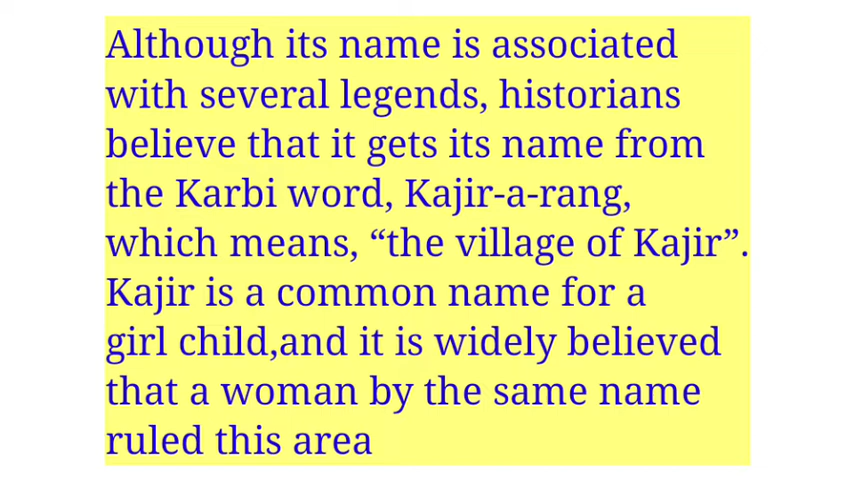 Although its name is associated
with several legends, historians
believe that it gets its name from
the Karbi word, Kajir-a-rang,
which means, “the village of Kajir”.
Kajir is a common name for a
girl child,and it is widely believed
that a woman by the same name
ruled this area